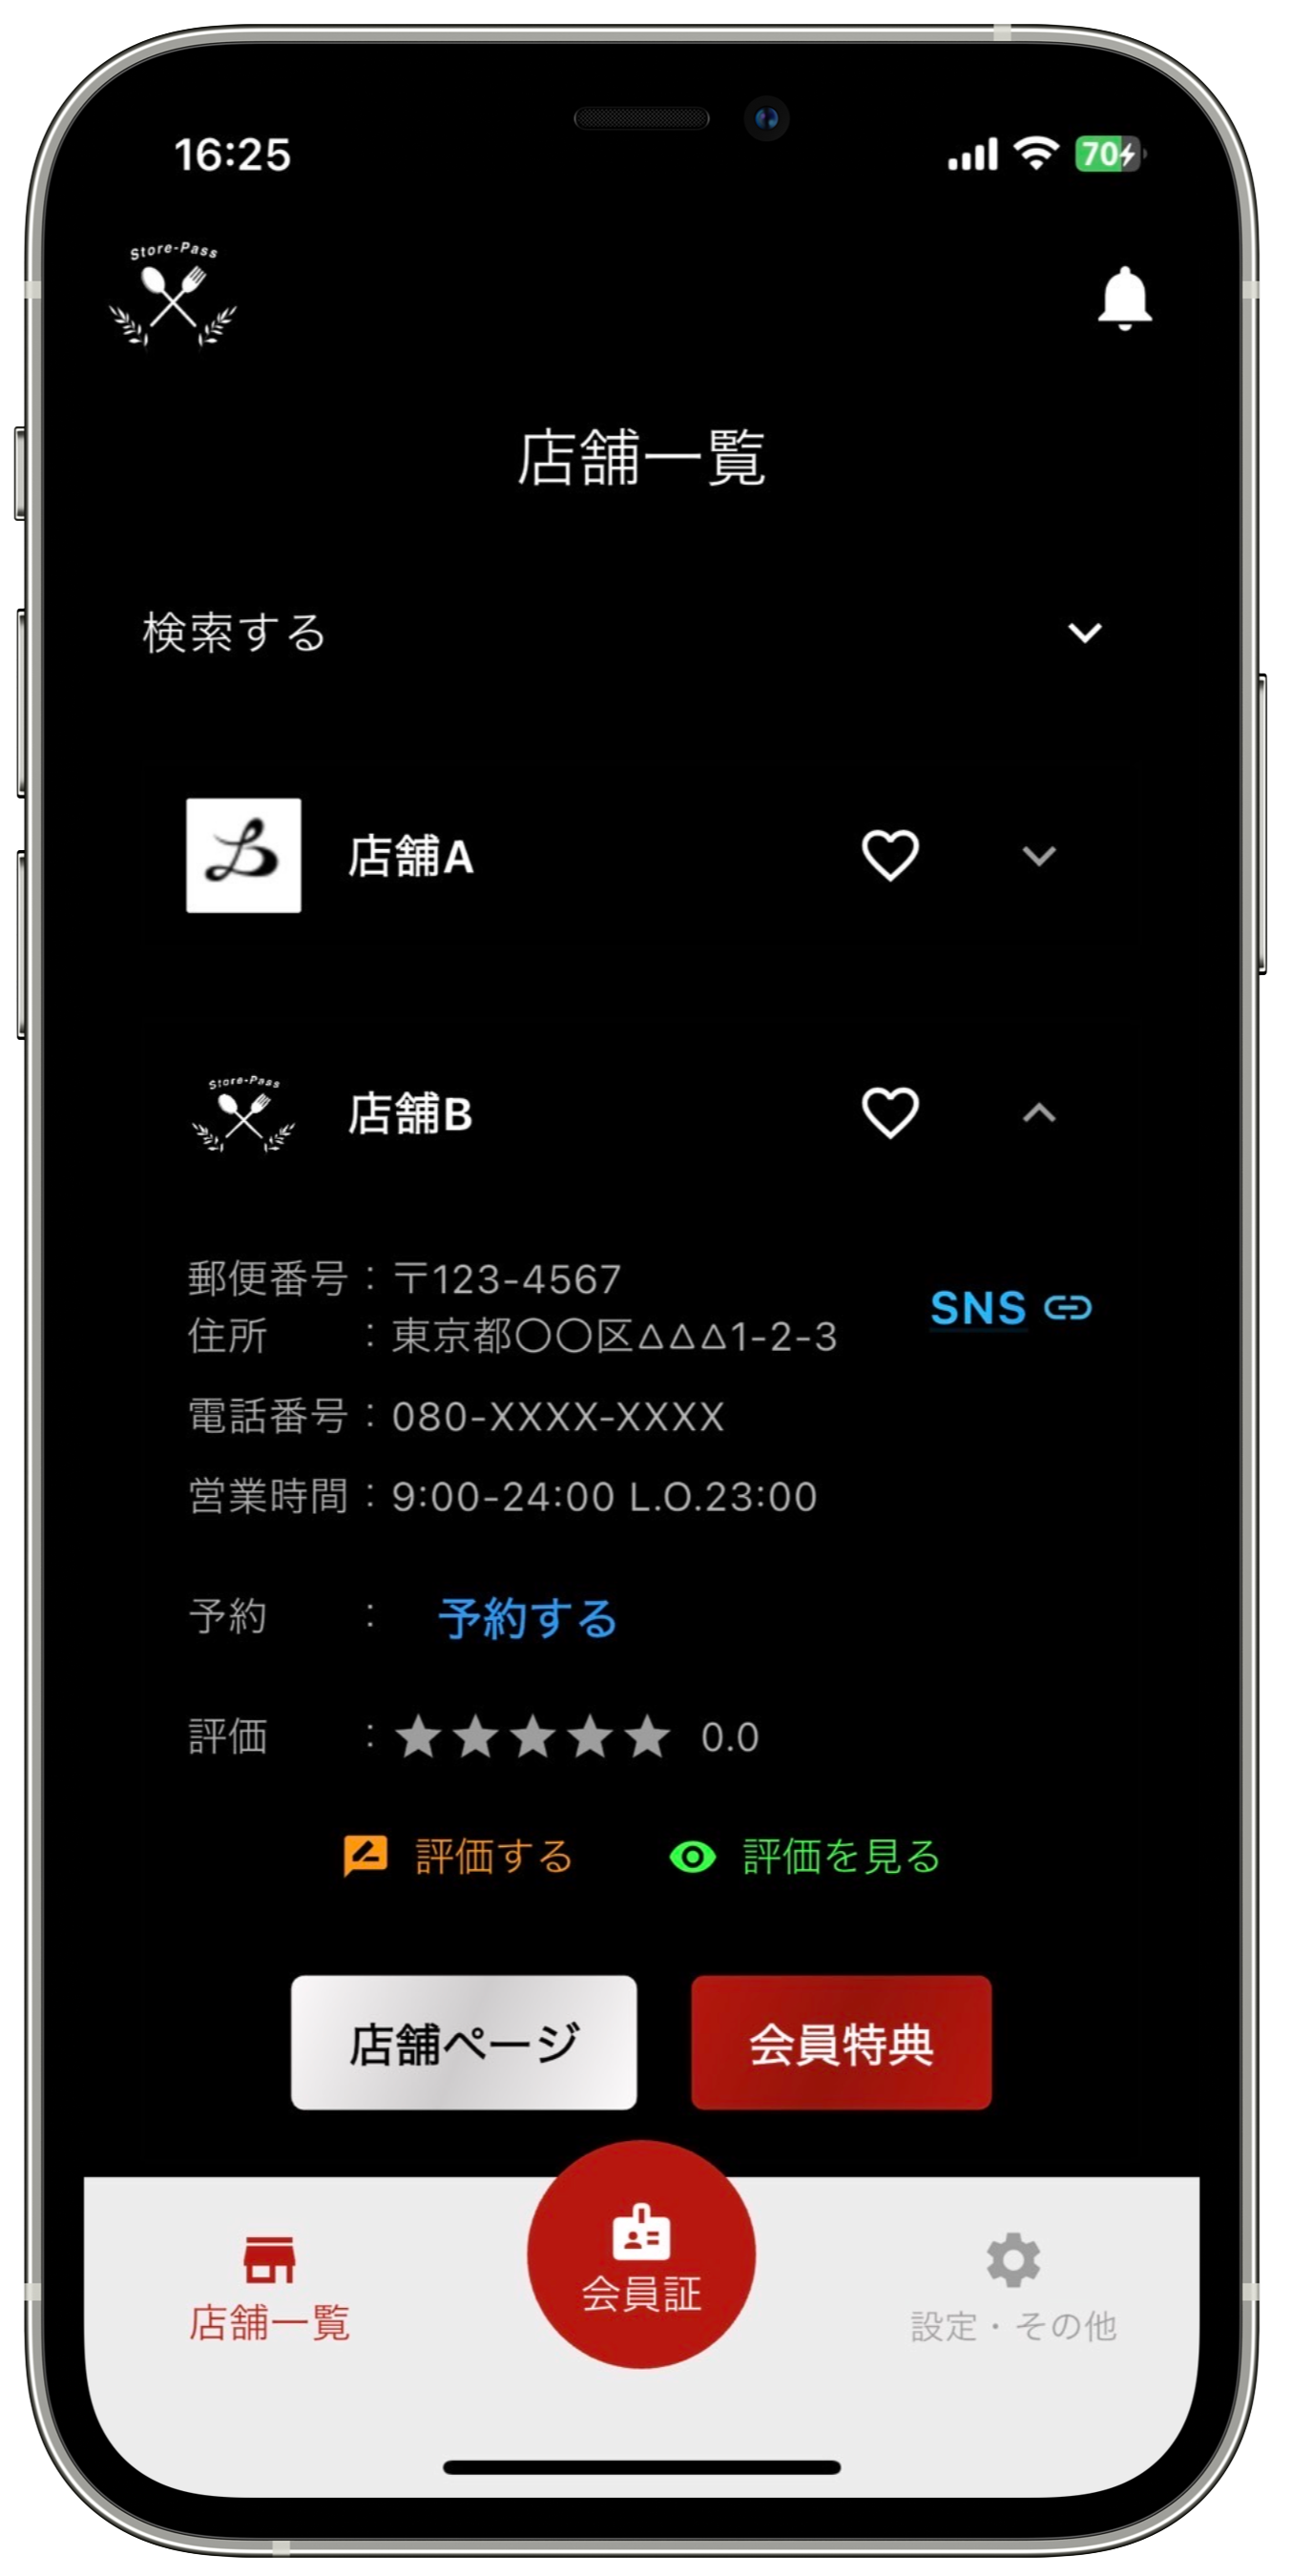 16:25
70
Store-Pass
店舗一覧
検索する
店舗A
Store-Pass
店舗B
郵便番号：〒123-4567
住所　　：東京都〇〇区△△△1-2-3
SNS
電話番号：080-XXXX-XXXX
営業時間：9:00-24:00 L.O.23:00
予約　　：　予約する
評価　　：★★★★★ 0.0
評価する　評価を見る
店舗ページ　会員特典
店舗一覧　会員証　設定・その他